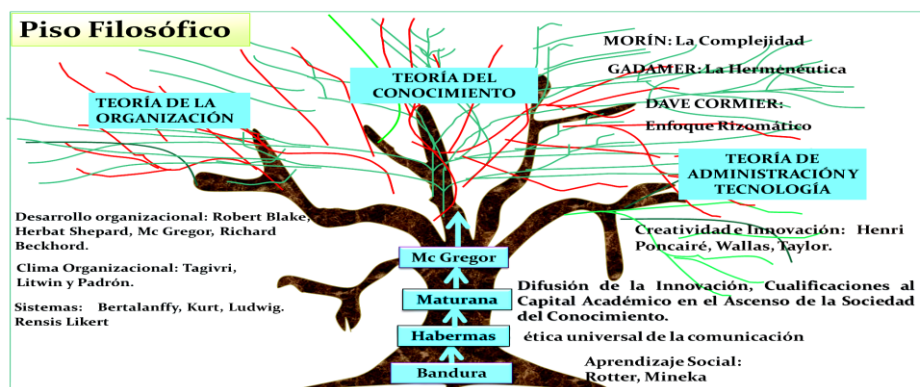 Piso Filosófico
MORÍN: La Complejidad
GADAMER: La Hermenéutica
DAVE CORMIER:
Enfoque Rizomático
TEORÍA DEL
CONOCIMIENTO
TEORÍA DE LA
ORGANIZACIÓN
TEORÍA DE
ADMINISTRACIÓN Y
TECNOLOGÍA
Desarrollo organizacional: Robert Blake,
Herbat Shepard, Mc Gregor, Richard
Beckhord.
Clima Organizacional: Tagivri,
Litwin y Padrón.
Sistemas: Bertalanffy, Kurt, Ludwig.
Rensis Likert
Creatividad e Innovación: Henri
Poncairé, Wallas, Taylor.
Mc Gregor
Maturana
Habermas
Bandura
Difusión de la Innovación, Cualificaciones al
Capital Académico en el Ascenso de la Sociedad
del Conocimiento.
ética universal de la comunicación
Aprendizaje Social:
Rotter, Mineka